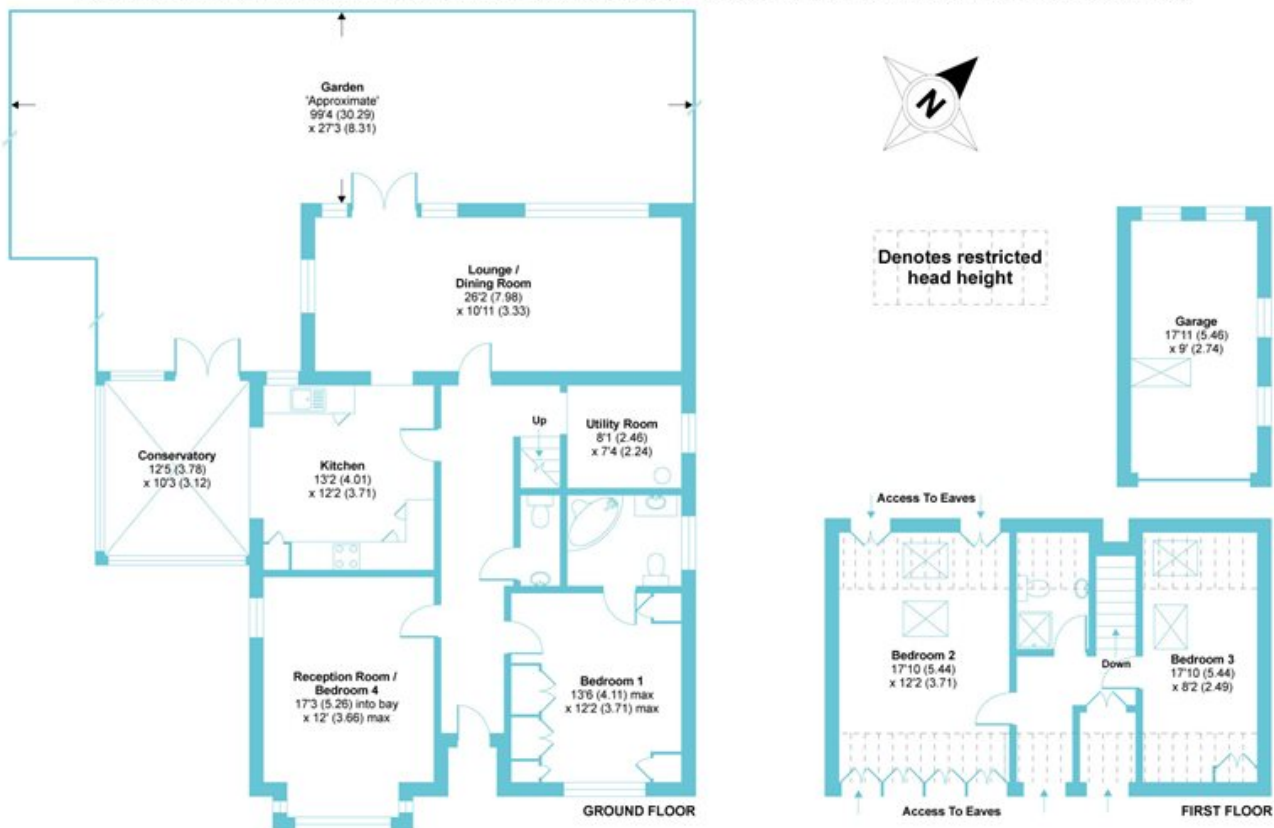 Garden
'Approximate'
99'4 (30.29)
x 27'3 (8.31)
N
Denotes restricted
head height
Lounge /
Dining Room
26'2 (7.98)
x 10'11 (3.33)
Garage
17'11 (5.46)
x 9' (2.74)
Up
Utility Room
8'1 (2.46)
x 7'4 (2.24)
Conservatory
12'5 (3.78)
x 10'3 (3.12)
Kitchen
13'2 (4.01)
x 12'2 (3.71)
Access To Eaves
Reception Room /
Bedroom 4
17'3 (5.26) into bay
x 12' (3.66) max
Bedroom 1
13'6 (4.11) max
x 12'2 (3.71) max
Bedroom 2
17'10 (5.44)
x 12'2 (3.71)
Down
Bedroom 3
17'10 (5.44)
x 8'2 (2.49)
GROUND FLOOR
Access To Eaves
FIRST FLOOR